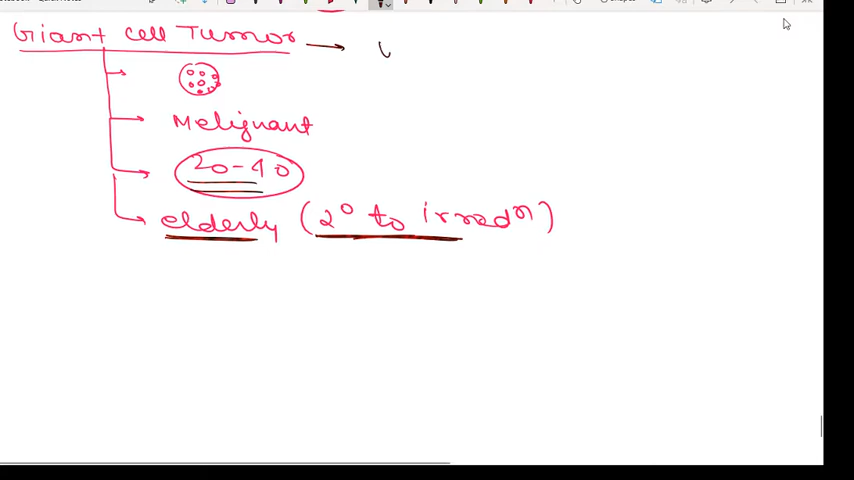 Giant cell Tumor →
Melignant
20-40
elderly (2° to irradⁿ)